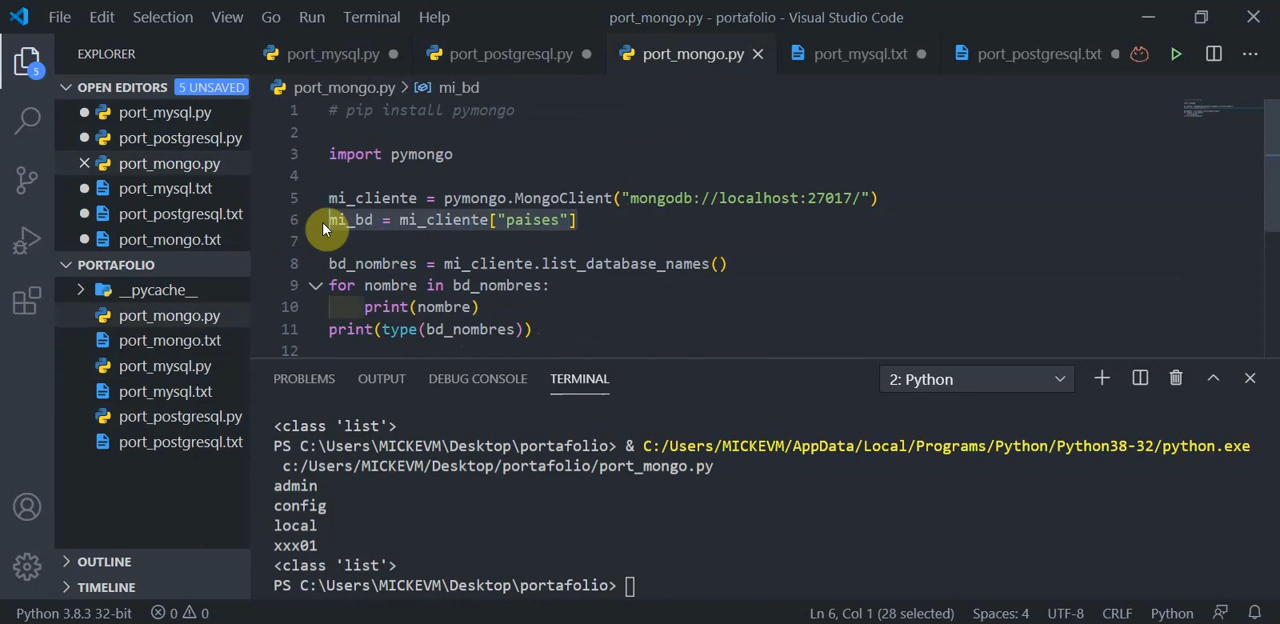 File Edit Selection View Go Run Terminal Help port_mongo.py - portafolio - Visual Studio Code
EXPLORER
port_mysql.py port_postgresql.py port_mongo.py port_mysql.txt port_postgresql.txt
5
OPEN EDITORS 5 UNSAVED
port_mysql.py
port_postgresql.py
port_mongo.py
port_mysql.txt
port_postgresql.txt
port_mongo.txt
PORTAFOLIO
__pycache__
port_mongo.py
port_mongo.txt
port_mysql.py
port_mysql.txt
port_postgresql.py
port_postgresql.txt
OUTLINE
TIMELINE
port_mongo.py > mi_bd
1 # pip install pymongo
2
3 import pymongo
4
5 mi_cliente = pymongo.MongoClient("mongodb://localhost:27017/")
6 mi_bd = mi_cliente["paises"]
7
8 bd_nombres = mi_cliente.list_database_names()
9 for nombre in bd_nombres:
10 print(nombre)
11 print(type(bd_nombres))
12
PROBLEMS OUTPUT DEBUG CONSOLE TERMINAL 2: Python
<class 'list'>
PS C:\Users\MICKEVM\Desktop\portafolio> & C:/Users/MICKEVM/AppData/Local/Programs/Python/Python38-32/python.exe
c:/Users/MICKEVM/Desktop/portafolio/port_mongo.py
admin
config
local
xxx01
<class 'list'>
PS C:\Users\MICKEVM\Desktop\portafolio>
Python 3.8.3 32-bit 0 0 Ln 6, Col 1 (28 selected) Spaces: 4 UTF-8 CRLF Python